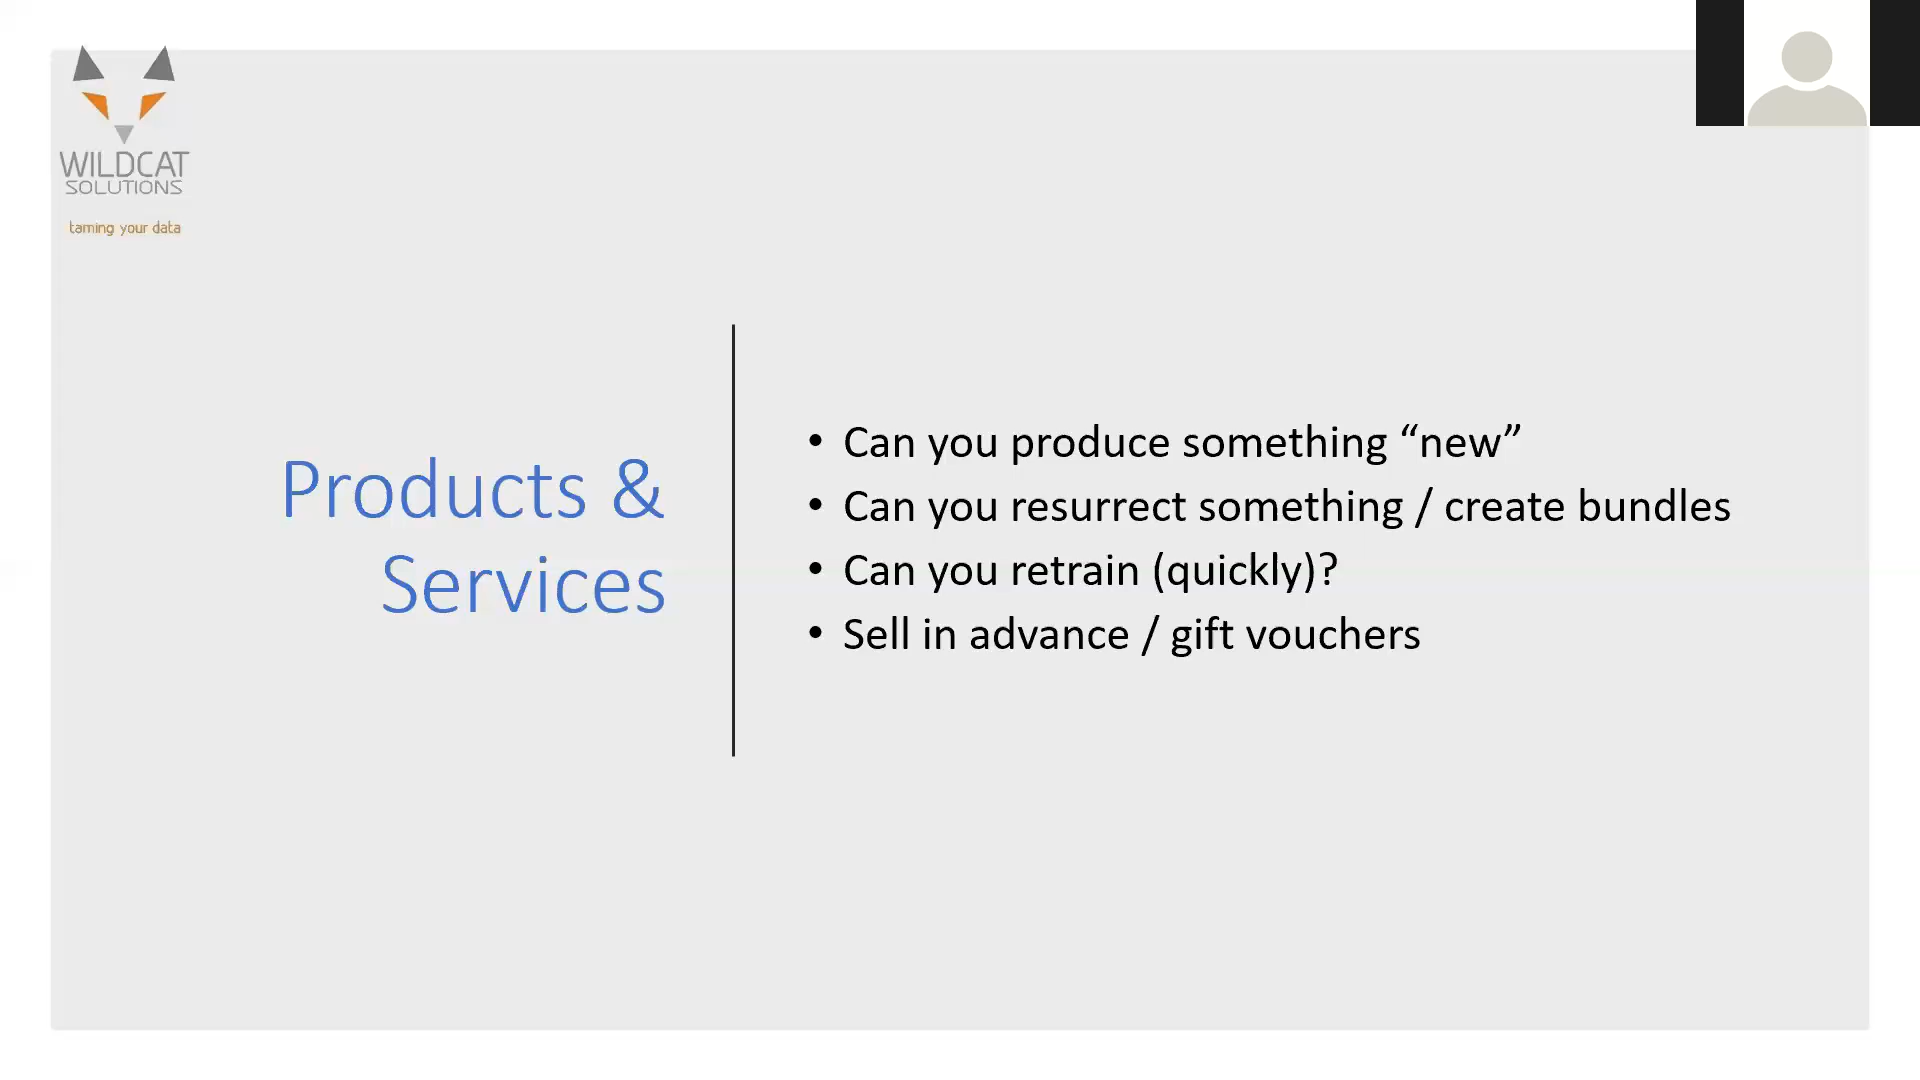 WILDCAT
SOLUTIONS
taming your data
Products &
Services
• Can you produce something “new”
• Can you resurrect something / create bundles
• Can you retrain (quickly)?
• Sell in advance / gift vouchers